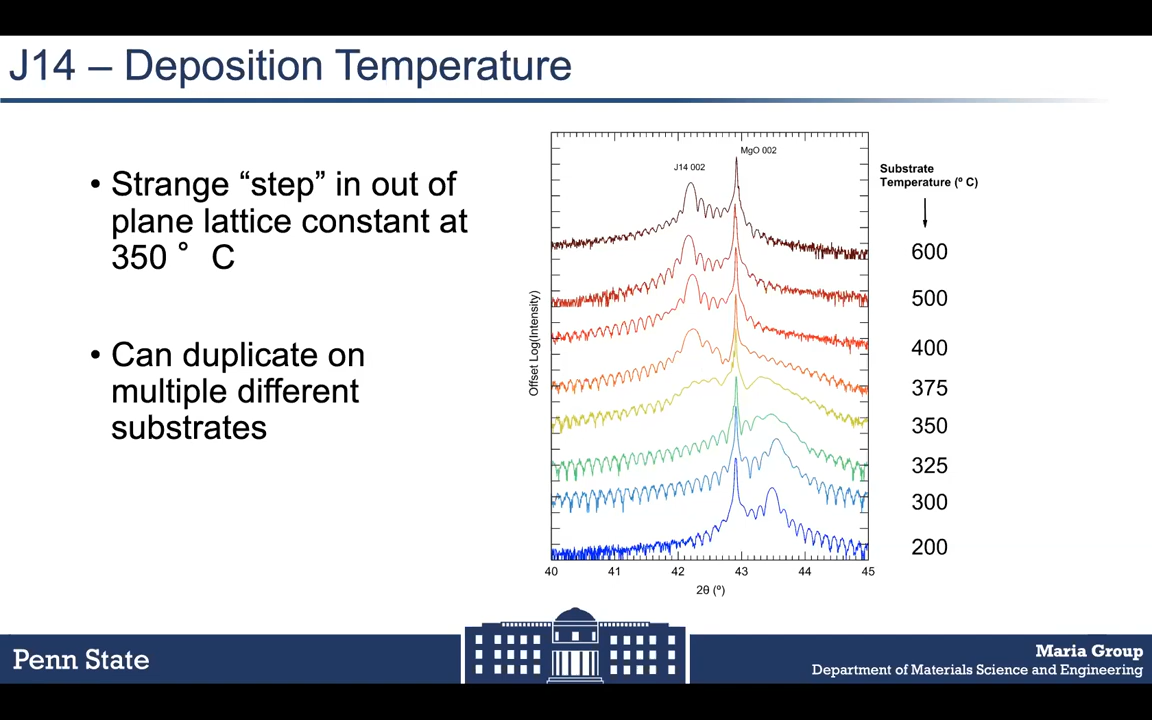 J14 – Deposition Temperature
• Strange “step” in out of
plane lattice constant at
350 ° C
• Can duplicate on
multiple different
substrates
Offset Log(Intensity)
J14 002
MgO 002
40 41 42 43 44 45
2θ (º)
Substrate
Temperature (º C)
600
500
400
375
350
325
300
200
Penn State
Maria Group
Department of Materials Science and Engineering